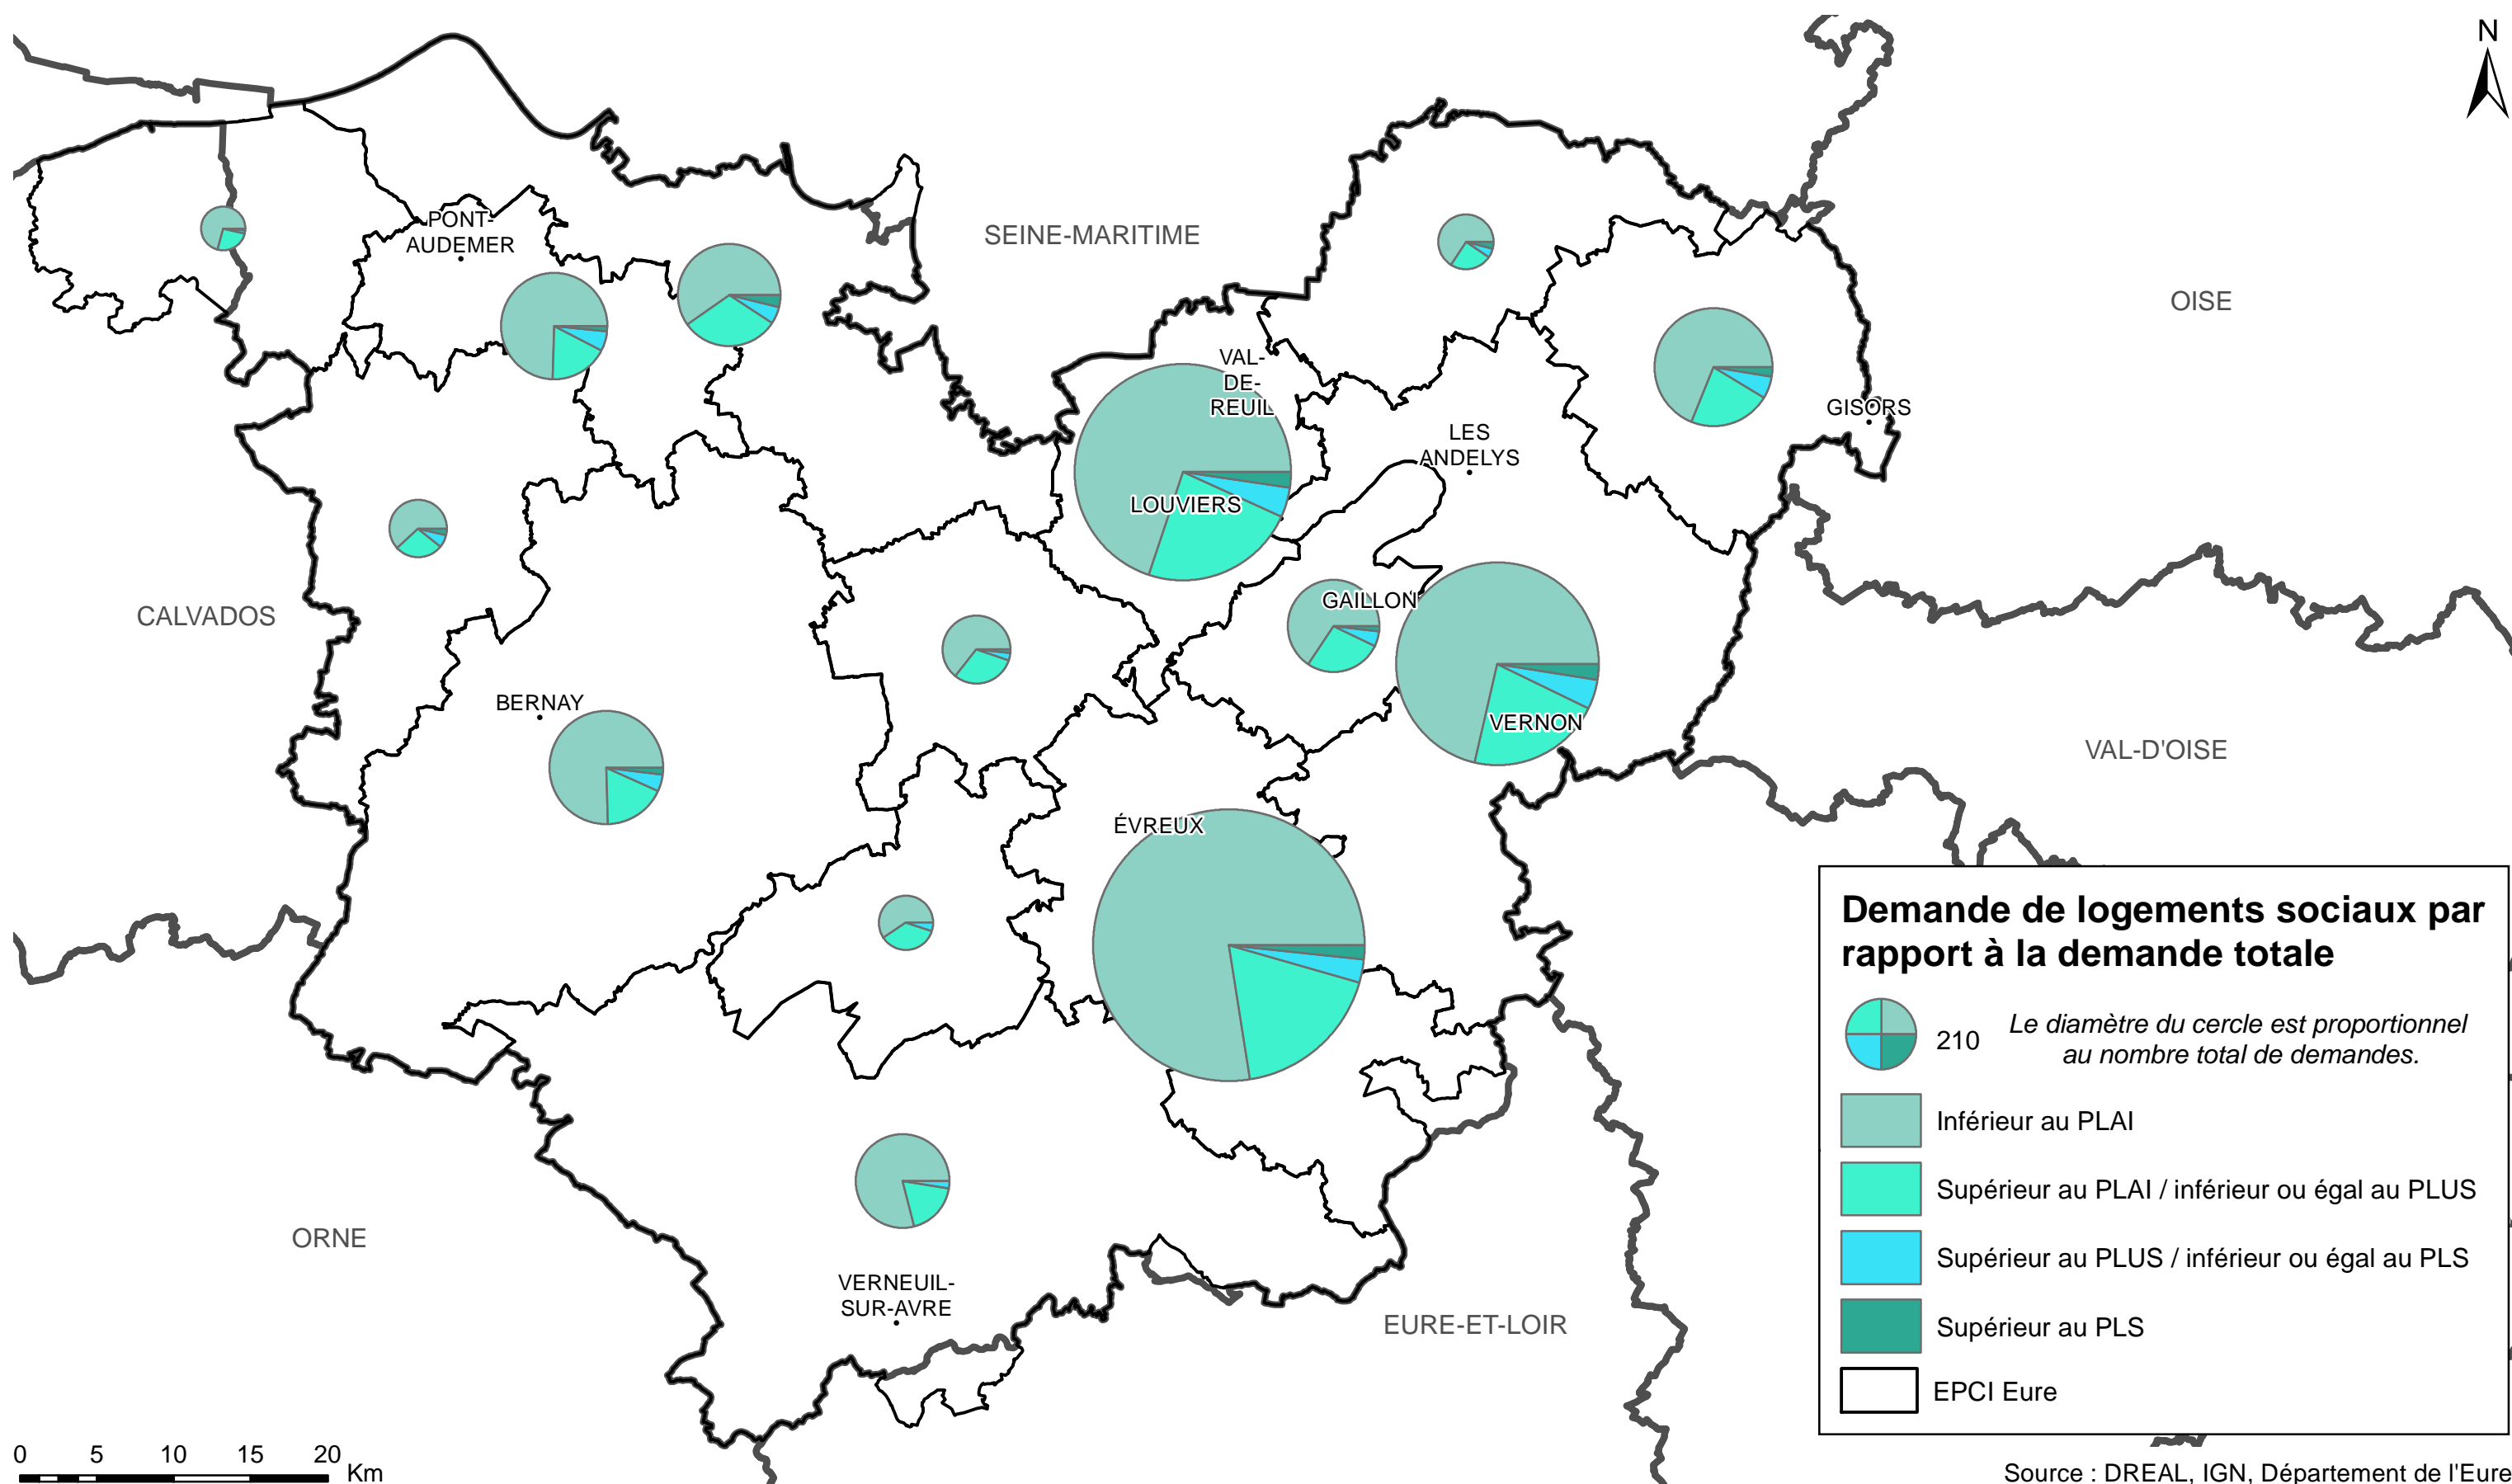 N
PONT-
AUDEMER
SEINE-MARITIME
OISE
VAL-
DE-
REUIL
GISORS
LES
ANDELYS
LOUVIERS
CALVADOS
GAILLON
BERNAY
VERNON
VAL-D'OISE
ÉVREUX
ORNE
VERNEUIL-
SUR-AVRE
EURE-ET-LOIR
Demande de logements sociaux par
rapport à la demande totale
210
Le diamètre du cercle est proportionnel
au nombre total de demandes.
Inférieur au PLAI
Supérieur au PLAI / inférieur ou égal au PLUS
Supérieur au PLUS / inférieur ou égal au PLS
Supérieur au PLS
EPCI Eure
0 5 10 15 20
Km
Source : DREAL, IGN, Département de l'Eure